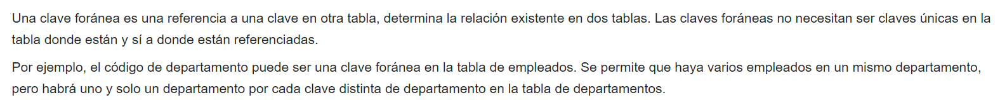 Una clave foránea es una referencia a una clave en otra tabla, determina la relación existente en dos tablas. Las claves foráneas no necesitan ser claves únicas en la
tabla donde están y sí a donde están referenciadas.
Por ejemplo, el código de departamento puede ser una clave foránea en la tabla de empleados. Se permite que haya varios empleados en un mismo departamento,
pero habrá uno y solo un departamento por cada clave distinta de departamento en la tabla de departamentos.